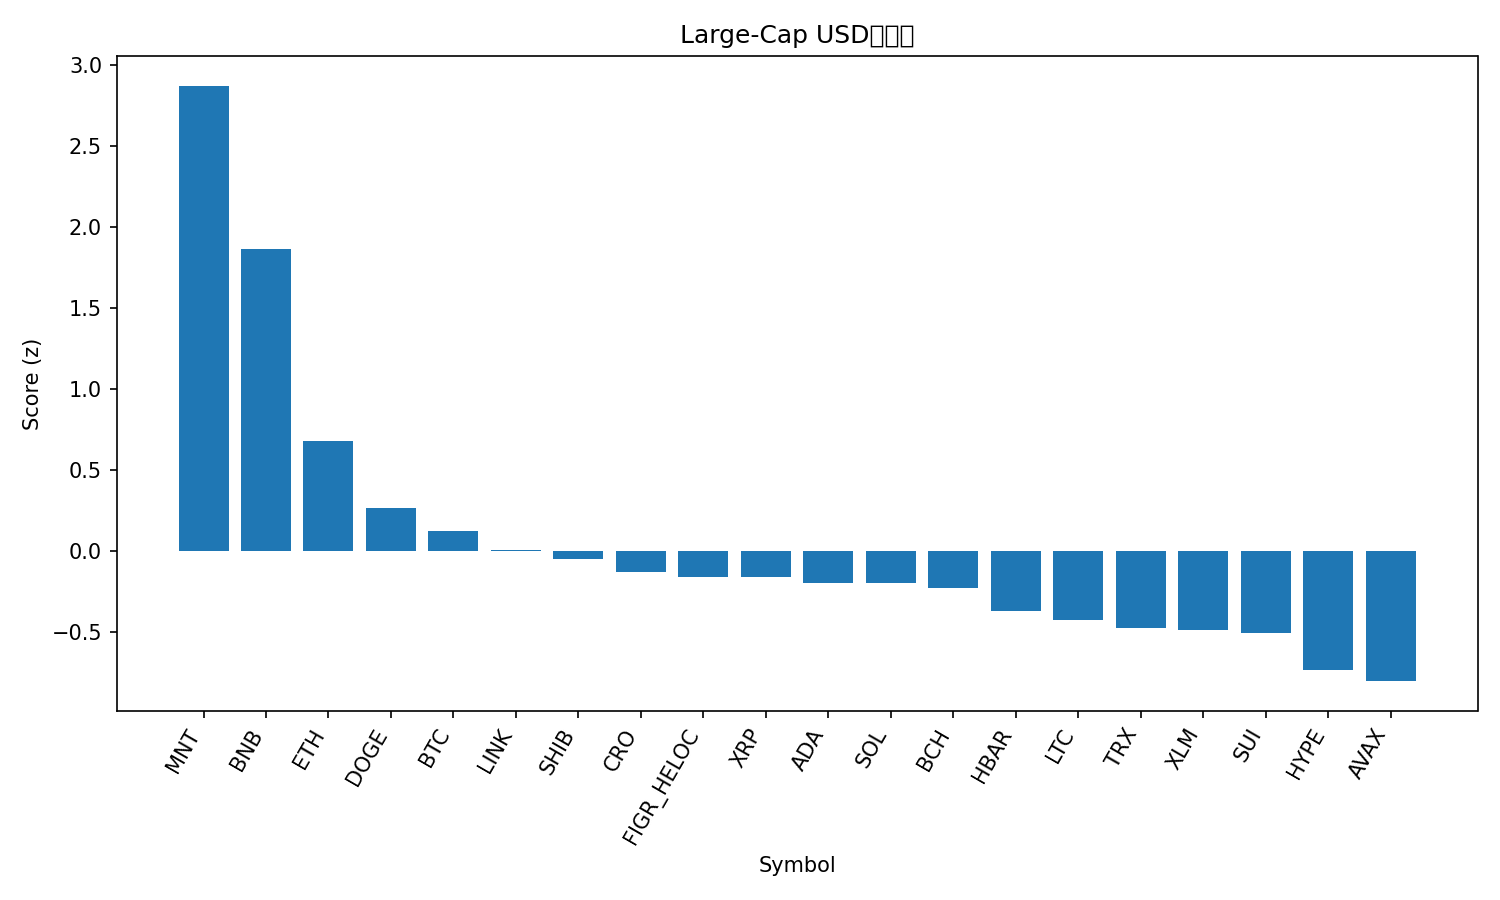 Large-Cap USD
3.0
2.5
2.0
1.5
1.0
0.5
0.0
−0.5
Score (z)
MNT
BNB
ETH
DOGE
BTC
LINK
SHIB
CRO
FIGR_HELOC
XRP
ADA
SOL
BCH
HBAR
LTC
TRX
XLM
SUI
HYPE
AVAX
Symbol